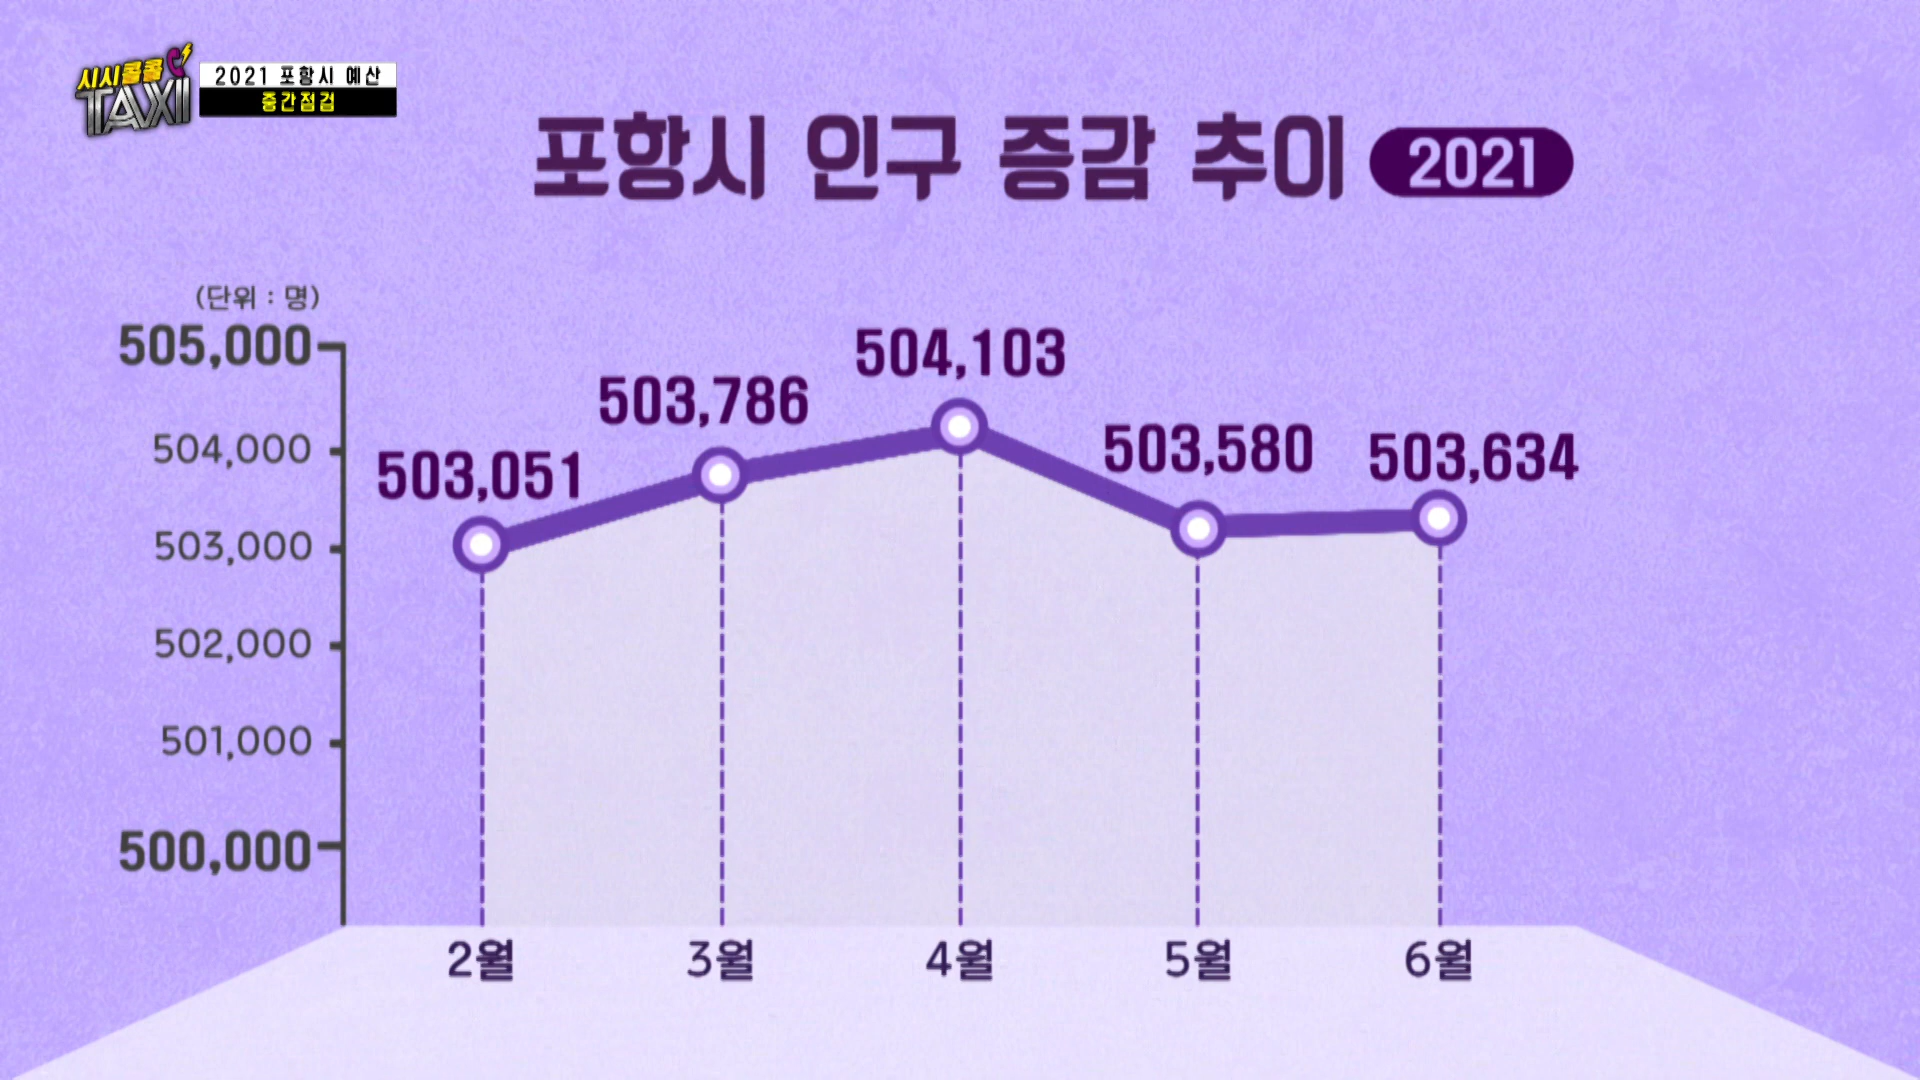 시시콜콜
TAXI
2021 포항시 예산
중간점검
포항시 인구 증감 추이 2021
(단위 : 명)
505,000
504,000
503,000
502,000
501,000
500,000
503,051
503,786
504,103
503,580
503,634
2월 3월 4월 5월 6월